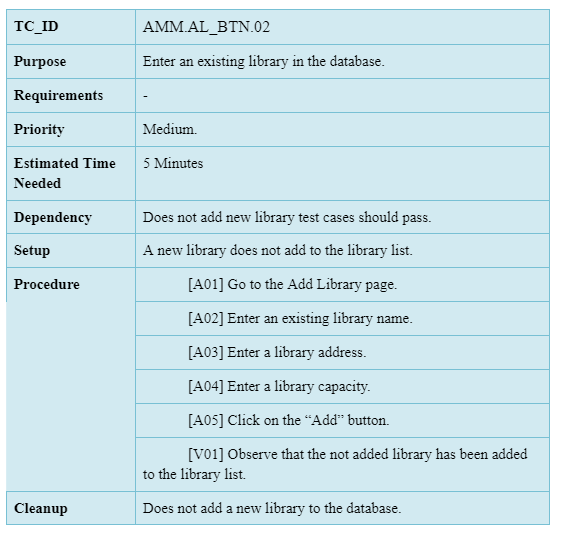 TC_ID
AMM.AL_BTN.02
Purpose
Enter an existing library in the database.
Requirements
-
Priority
Medium.
Estimated Time
Needed
5 Minutes
Dependency
Does not add new library test cases should pass.
Setup
A new library does not add to the library list.
Procedure
[A01] Go to the Add Library page.
[A02] Enter an existing library name.
[A03] Enter a library address.
[A04] Enter a library capacity.
[A05] Click on the “Add” button.
[V01] Observe that the not added library has been added
to the library list.
Cleanup
Does not add a new library to the database.